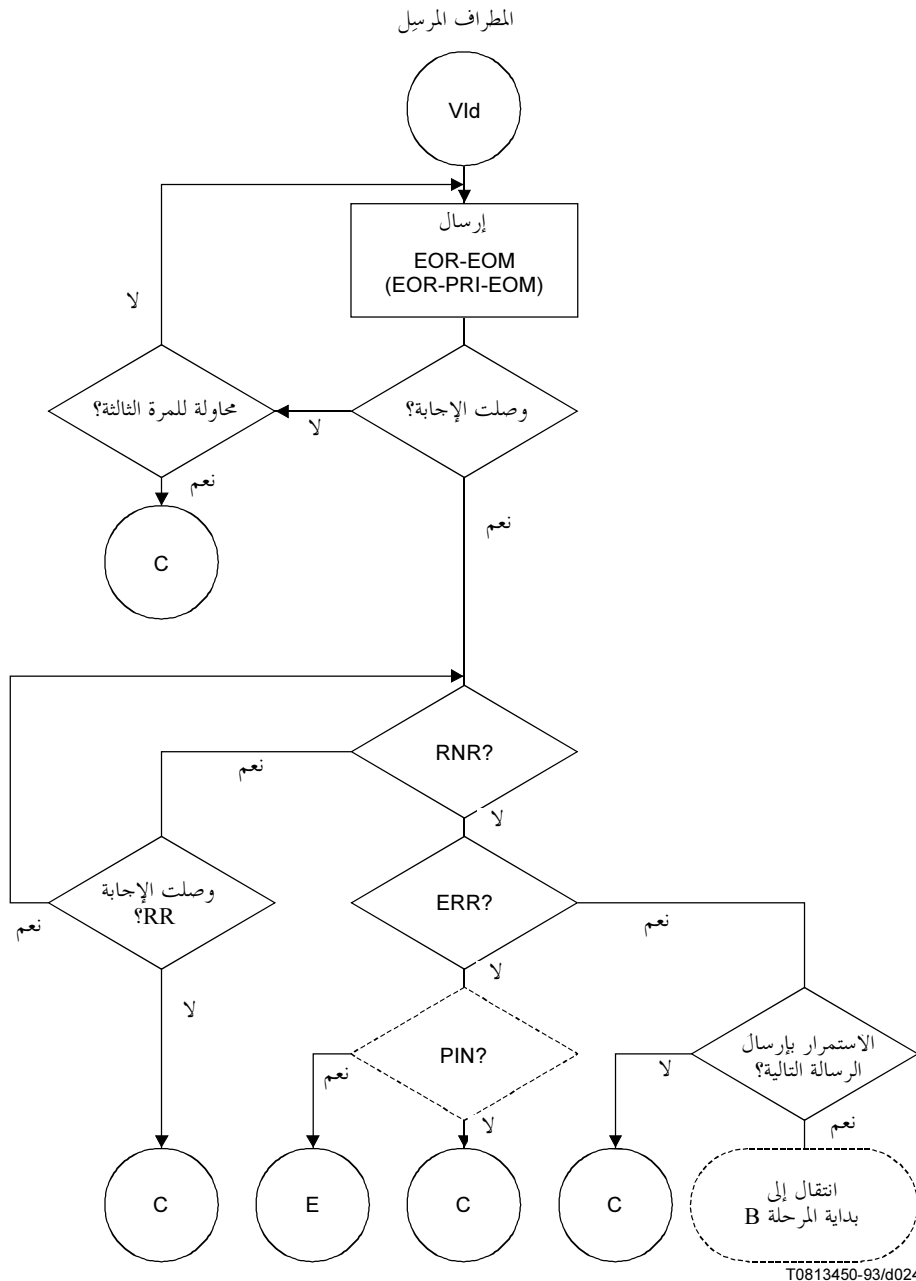 المطراف المرسِل
VId
إرسال
EOR-EOM
(EOR-PRI-EOM)
لا
محاولة للمرة الثالثة؟
لا
وصلت الإجابة؟
نعم
نعم
C
RNR?
نعم
لا
وصلت الإجابة
RR؟
ERR?
نعم
نعم
لا
لا
PIN?
الاستمرار بإرسال
الرسالة التالية؟
نعم
لا
لا
نعم
C
E
C
C
انتقال إلى
بداية المرحلة B
T0813450-93/d024